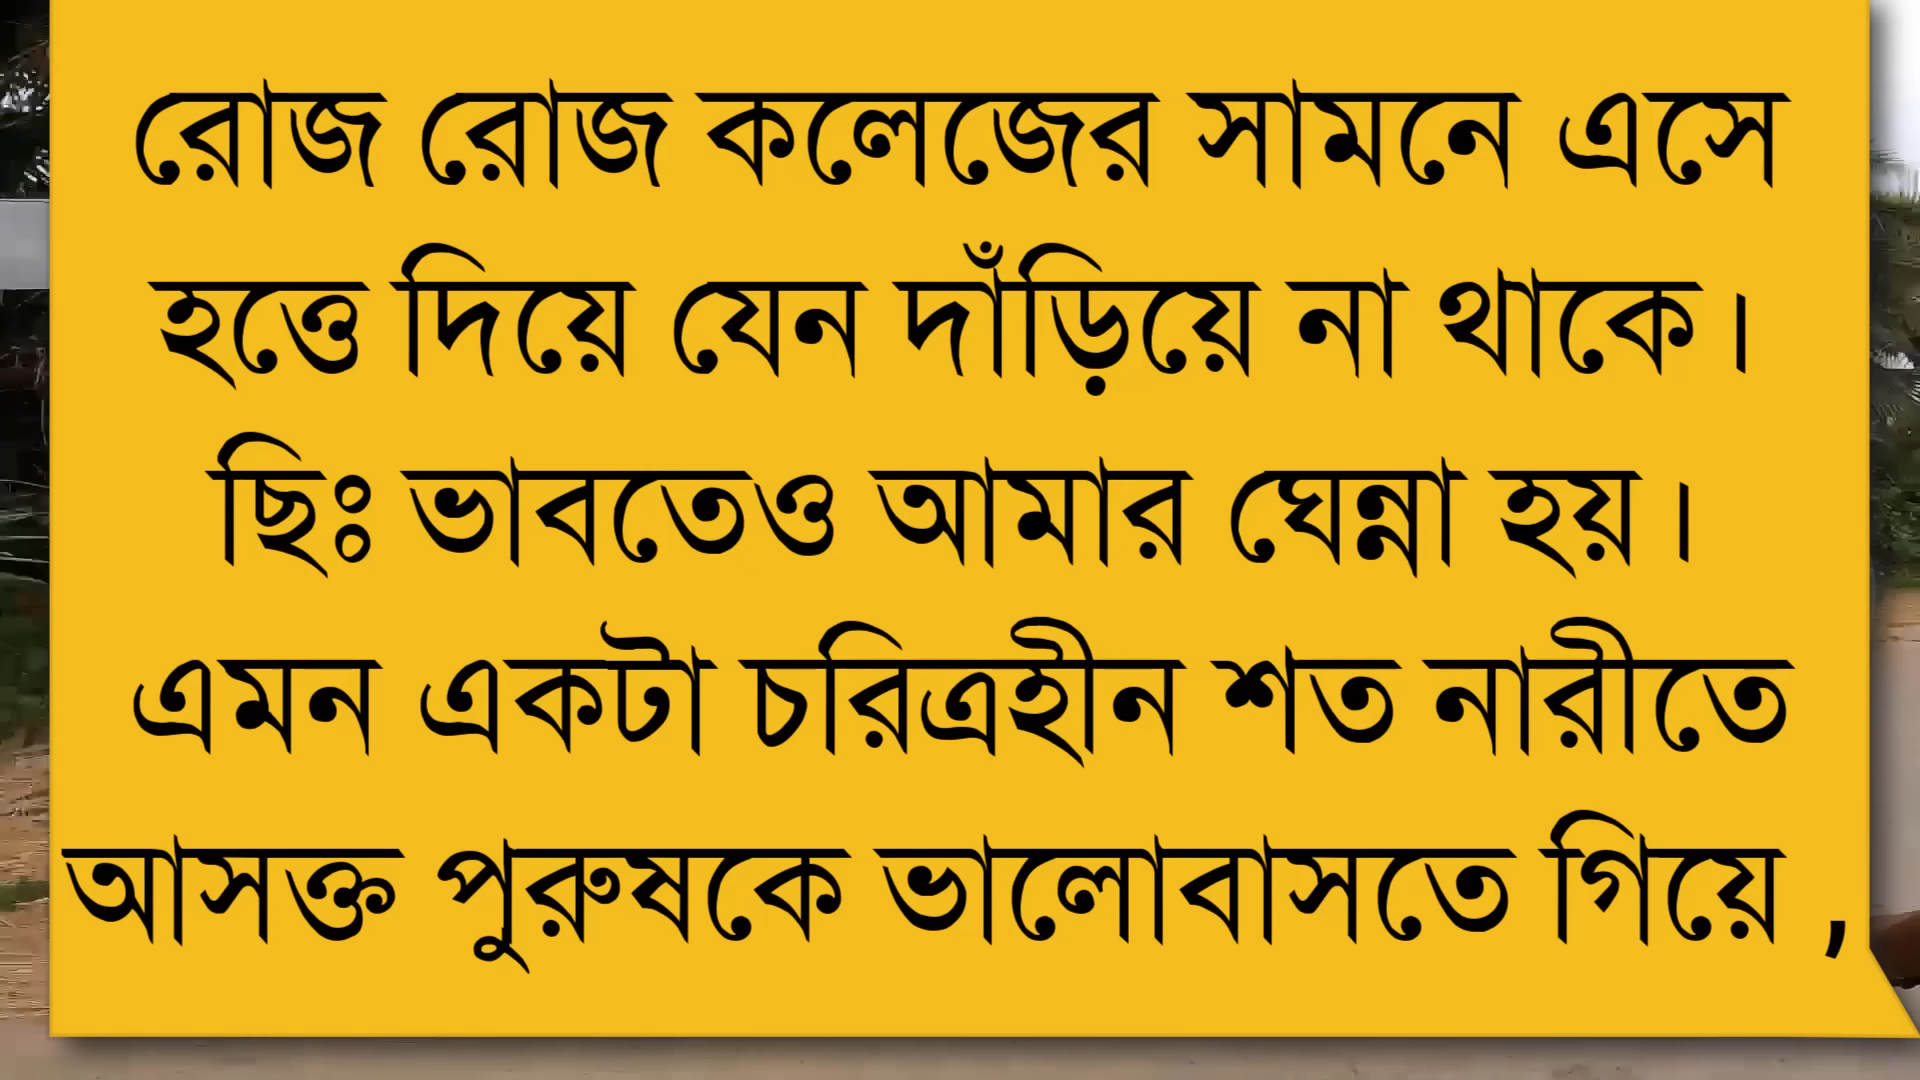 রোজ রোজ কলেজের সামনে এসে
হত্তে দিয়ে যেন দাঁড়িয়ে না থাকে।
ছিঃ ভাবতেও আমার ঘেন্না হয়।
এমন একটা চরিত্রহীন শত নারীতে
আসক্ত পুরুষকে ভালোবাসতে গিয়ে ,